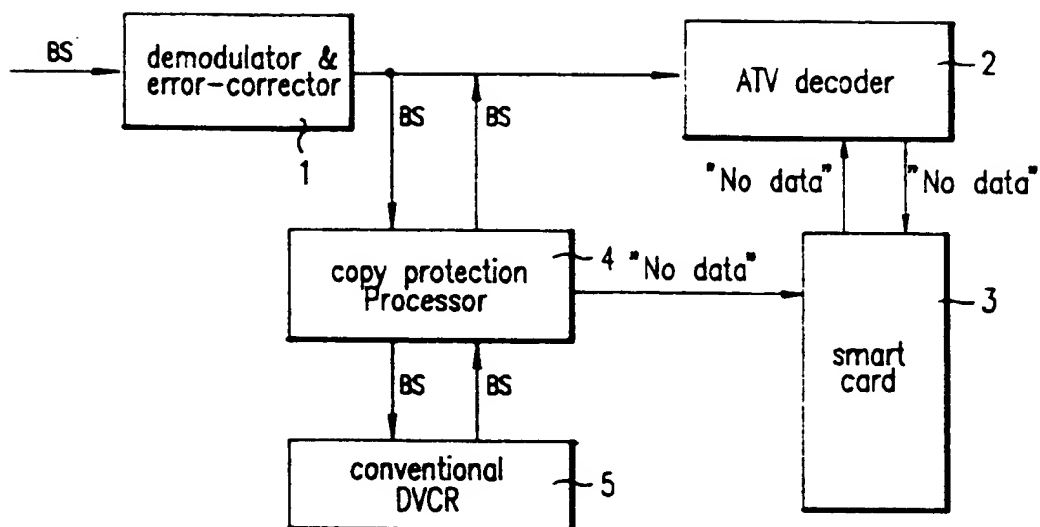 BS
demodulator &
error-corrector
1
BS
BS
ATV decoder
2
"No data"
"No data"
copy protection
Processor
4
"No data"
smart
card
3
BS
BS
conventional
DVCR
5